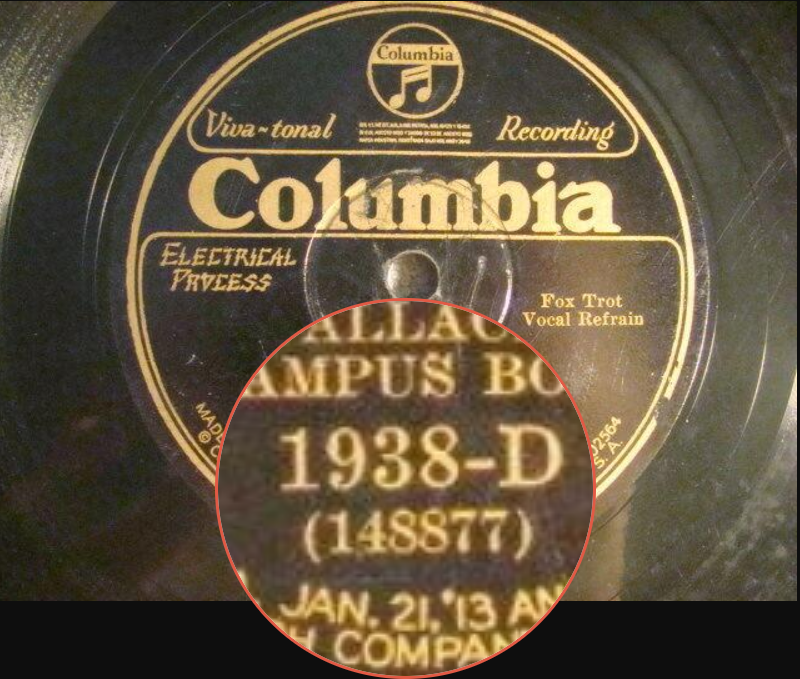 Columbia
Viva-tonal Recording
Columbia
ELECTRICAL
PROCESS
Fox Trot
Vocal Refrain
AMPUS BO
1938-D
(148877)
JAN. 21, '13 AN
H COMPAN
MADE
S. A.